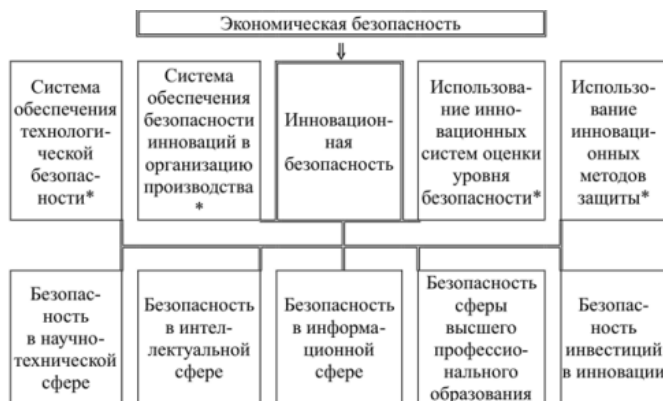 Экономическая безопасность
⇓
Система
обеспечения
технологи-
ческой
безопас-
ности*
Система
обеспечения
безопасности
инноваций в
организацию
производства
*
Инновацион-
ная
безопасность
Использова-
ние инно-
вационных
систем оценки
уровня
безопасности*
Использо-
вание
инноваци-
онных
методов
защиты*
Безопас-
ность
в научно-
технической
сфере
Безопасность
в интел-
лектуальной
сфере
Безопасность
в информа-
ционной сфере
Безопасность
сферы
высшего
профессио-
нального
образования
Безопас-
ность
инвестиций
в инновации